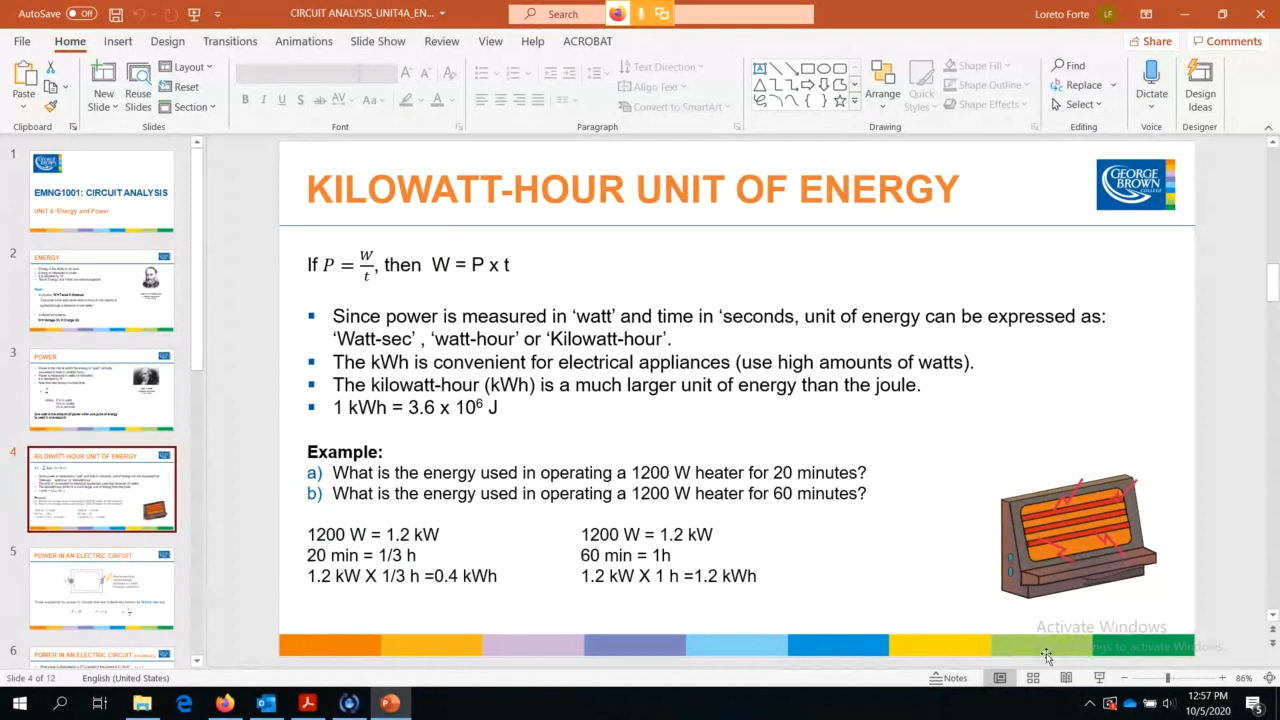 AutoSave Off
CIRCUIT ANALYSIS_UNIT4A_EN...
Search
Loreto Foto
LF
File Home Insert Design Transitions Animations Slide Show Review View Help ACROBAT
Share Comments
Paste
New Slide
Reuse Slides
Layout
Reset
Section
Text Direction
Align Text
Convert to SmartArt
Arrange
Quick Styles
Shape Fill
Shape Outline
Shape Effects
Find
Replace
Select
Dictate
Design Ideas
Clipboard Slides Font Paragraph Drawing Editing Voice Designer
1
EMNG1001: CIRCUIT ANALYSIS
UNIT 4: Energy and Power
2
ENERGY
3
POWER
4
KILOWATT-HOUR UNIT OF ENERGY
5
POWER IN AN ELECTRIC CIRCUIT
6
POWER IN AN ELECTRIC CIRCUIT
KILOWATT-HOUR UNIT OF ENERGY
GEORGE BROWN College
If P = W/t, then W = P x t
▪ Since power is measured in ‘watt’ and time in ‘seconds, unit of energy can be expressed as:
‘Watt-sec’ , ‘watt-hour’ or ‘Kilowatt-hour’.
▪ The kWh is convenient for electrical appliances (use high amounts of watts).
▪ The kilowatt-hour (kWh) is a much larger unit of energy than the joule.
▪ kWh = 3.6 x 10⁶ J
Example:
a) What is the energy used in operating a 1200 W heater for 20 minutes?
b) What is the energy used in operating a 1200 W heater for 60 minutes?
1200 W = 1.2 kW
20 min = 1/3 h
1.2 kW X 1/3 h =0.4 kWh
1200 W = 1.2 kW
60 min = 1h
1.2 kW X 1 h =1.2 kWh
Activate Windows
to activate Windows.
Slide 4 of 12 English (United States)
Notes
86%
12:57 PM
10/5/2020